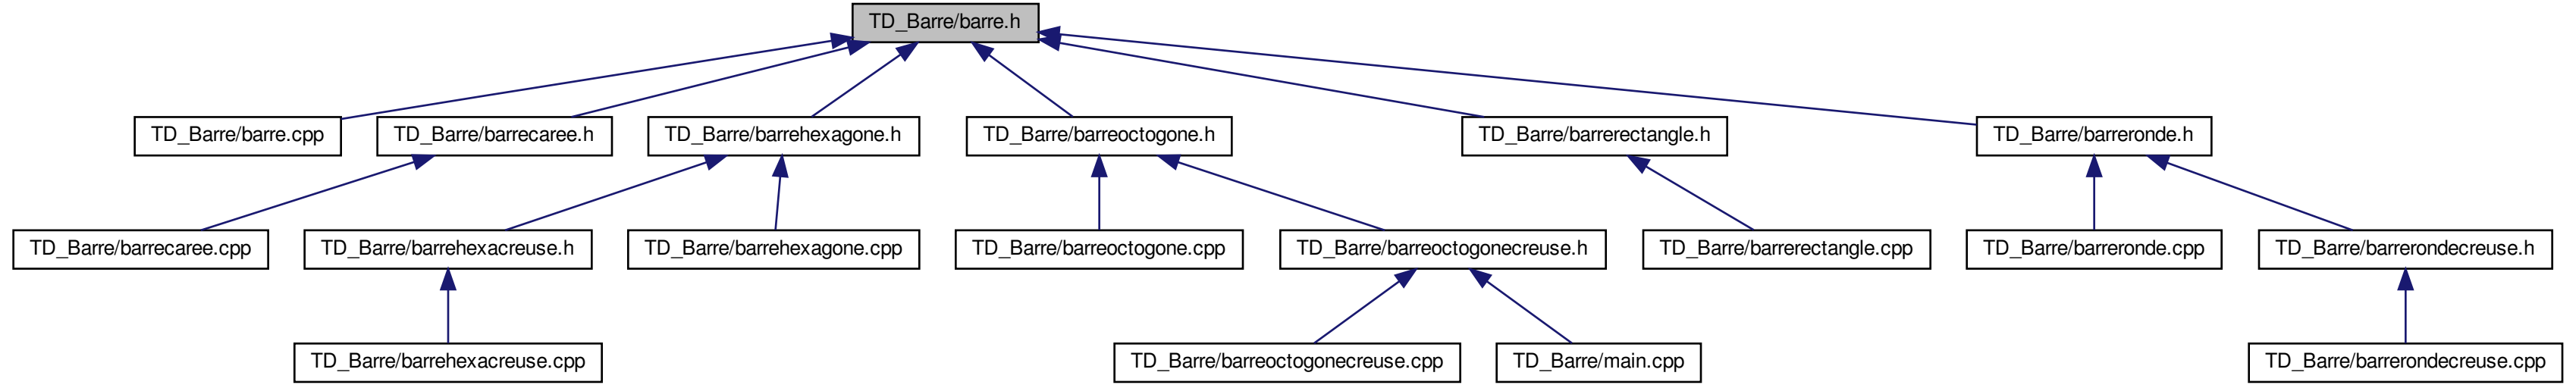 TD_Barre/barre.h
TD_Barre/barre.cpp
TD_Barre/barrecaree.h
TD_Barre/barrehexagone.h
TD_Barre/barreoctogone.h
TD_Barre/barrerectangle.h
TD_Barre/barreronde.h
TD_Barre/barrecaree.cpp
TD_Barre/barrehexacreuse.h
TD_Barre/barrehexagone.cpp
TD_Barre/barreoctogone.cpp
TD_Barre/barreoctogonecreuse.h
TD_Barre/barrerectangle.cpp
TD_Barre/barreronde.cpp
TD_Barre/barrerondecreuse.h
TD_Barre/barrehexacreuse.cpp
TD_Barre/barreoctogonecreuse.cpp
TD_Barre/main.cpp
TD_Barre/barrerondecreuse.cpp